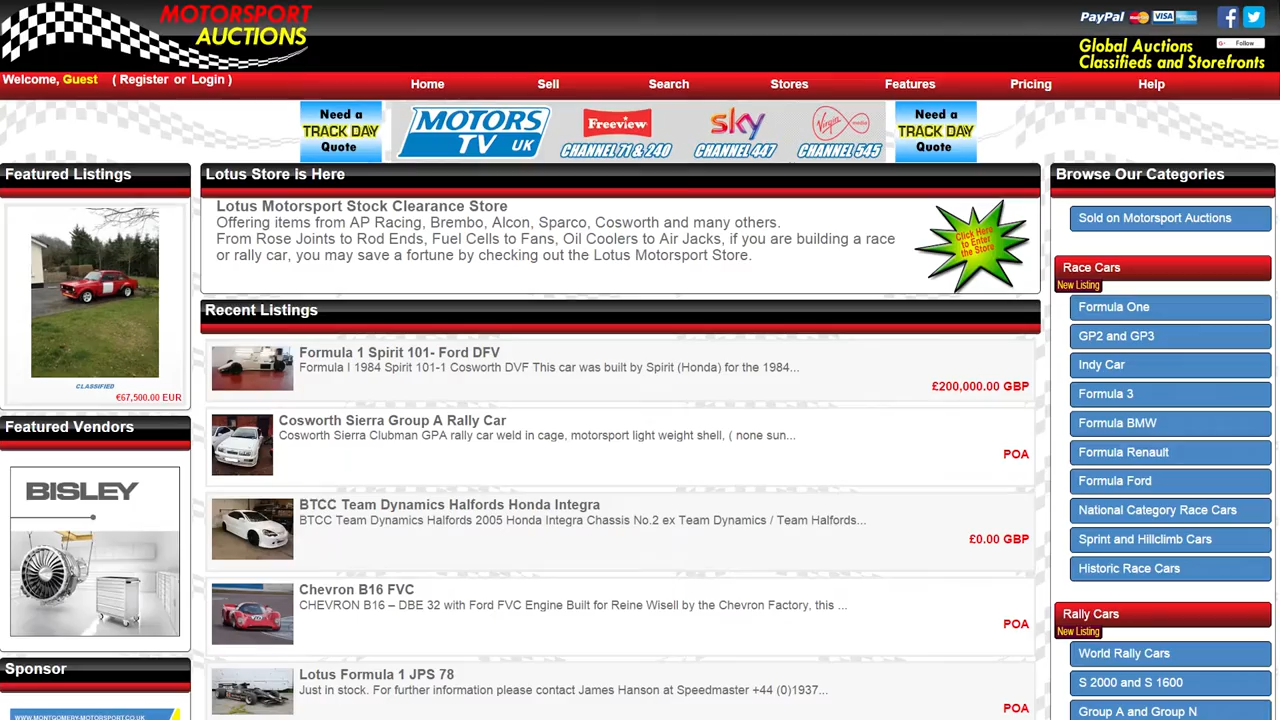 MOTORSPORT
AUCTIONS
PayPal VISA
Follow
Global Auctions
Classifieds and Storefronts
Welcome, Guest ( Register or Login )
Home Sell Search Stores Features Pricing Help
Need a
TRACK DAY
Quote
MOTORS
TV UK
Freeview
CHANNEL 71 & 240
sky
CHANNEL 447
CHANNEL 545
Need a
TRACK DAY
Quote
Featured Listings
CLASSIFIED
€67,500.00 EUR
Featured Vendors
BISLEY
Sponsor
WWW.MONTGOMERY-MOTORSPORT.CO.UK
Lotus Store is Here
Lotus Motorsport Stock Clearance Store
Offering items from AP Racing, Brembo, Alcon, Sparco, Cosworth and many others.
From Rose Joints to Rod Ends, Fuel Cells to Fans, Oil Coolers to Air Jacks, if you are building a race
or rally car, you may save a fortune by checking out the Lotus Motorsport Store.
Click Here
to Enter
the Store
Recent Listings
Formula 1 Spirit 101- Ford DFV
Formula I 1984 Spirit 101-1 Cosworth DVF This car was built by Spirit (Honda) for the 1984...
£200,000.00 GBP
Cosworth Sierra Group A Rally Car
Cosworth Sierra Clubman GPA rally car weld in cage, motorsport light weight shell, ( none sun...
POA
BTCC Team Dynamics Halfords Honda Integra
BTCC Team Dynamics Halfords 2005 Honda Integra Chassis No.2 ex Team Dynamics / Team Halfords...
£0.00 GBP
Chevron B16 FVC
CHEVRON B16 – DBE 32 with Ford FVC Engine Built for Reine Wisell by the Chevron Factory, this ...
POA
Lotus Formula 1 JPS 78
Just in stock. For further information please contact James Hanson at Speedmaster +44 (0)1937...
POA
Browse Our Categories
Sold on Motorsport Auctions
Race Cars
New Listing
Formula One
GP2 and GP3
Indy Car
Formula 3
Formula BMW
Formula Renault
Formula Ford
National Category Race Cars
Sprint and Hillclimb Cars
Historic Race Cars
Rally Cars
New Listing
World Rally Cars
S 2000 and S 1600
Group A and Group N